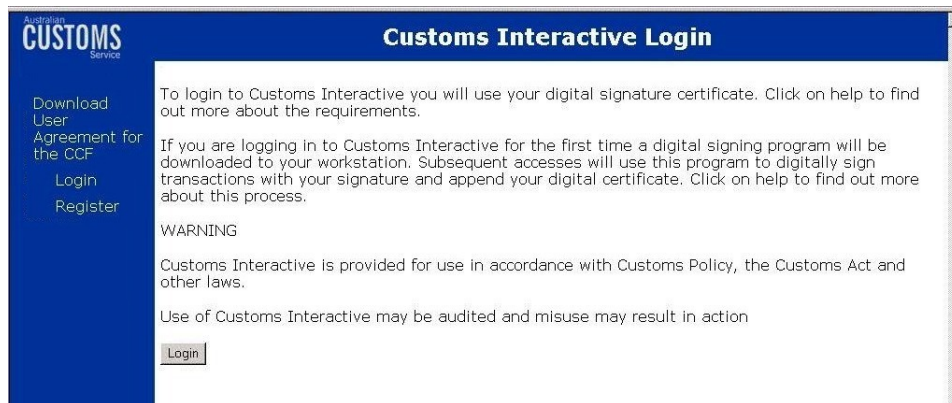 Australian
CUSTOMS
Service
Customs Interactive Login
Download
User
Agreement for
the CCF
Login
Register
To login to Customs Interactive you will use your digital signature certificate. Click on help to find
out more about the requirements.
If you are logging in to Customs Interactive for the first time a digital signing program will be
downloaded to your workstation. Subsequent accesses will use this program to digitally sign
transactions with your signature and append your digital certificate. Click on help to find out more
about this process.
WARNING
Customs Interactive is provided for use in accordance with Customs Policy, the Customs Act and
other laws.
Use of Customs Interactive may be audited and misuse may result in action
Login